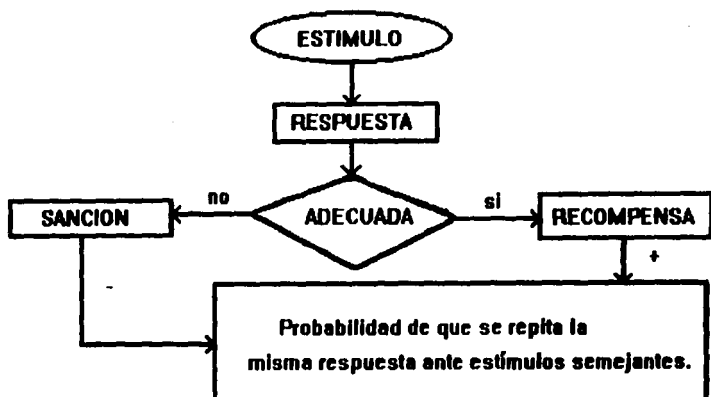 ESTIMULO
RESPUESTA
no
si
SANCION
ADECUADA
RECOMPENSA
-
+
Probabilidad de que se repita la
misma respuesta ante estímulos semejantes.